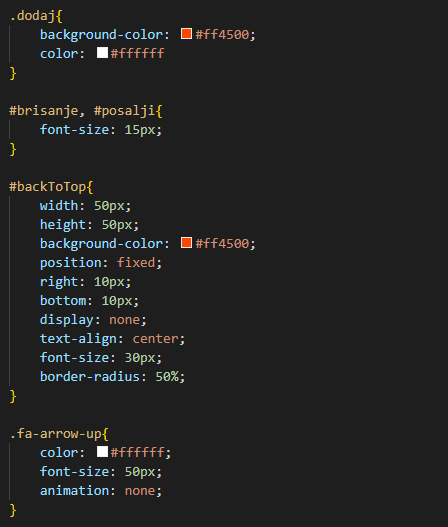 .dodaj{
    background-color: #ff4500;
    color: #ffffff
}

#brisanje, #posalji{
    font-size: 15px;
}

#backToTop{
    width: 50px;
    height: 50px;
    background-color: #ff4500;
    position: fixed;
    right: 10px;
    bottom: 10px;
    display: none;
    text-align: center;
    font-size: 30px;
    border-radius: 50%;
}

.fa-arrow-up{
    color: #ffffff;
    font-size: 50px;
    animation: none;
}